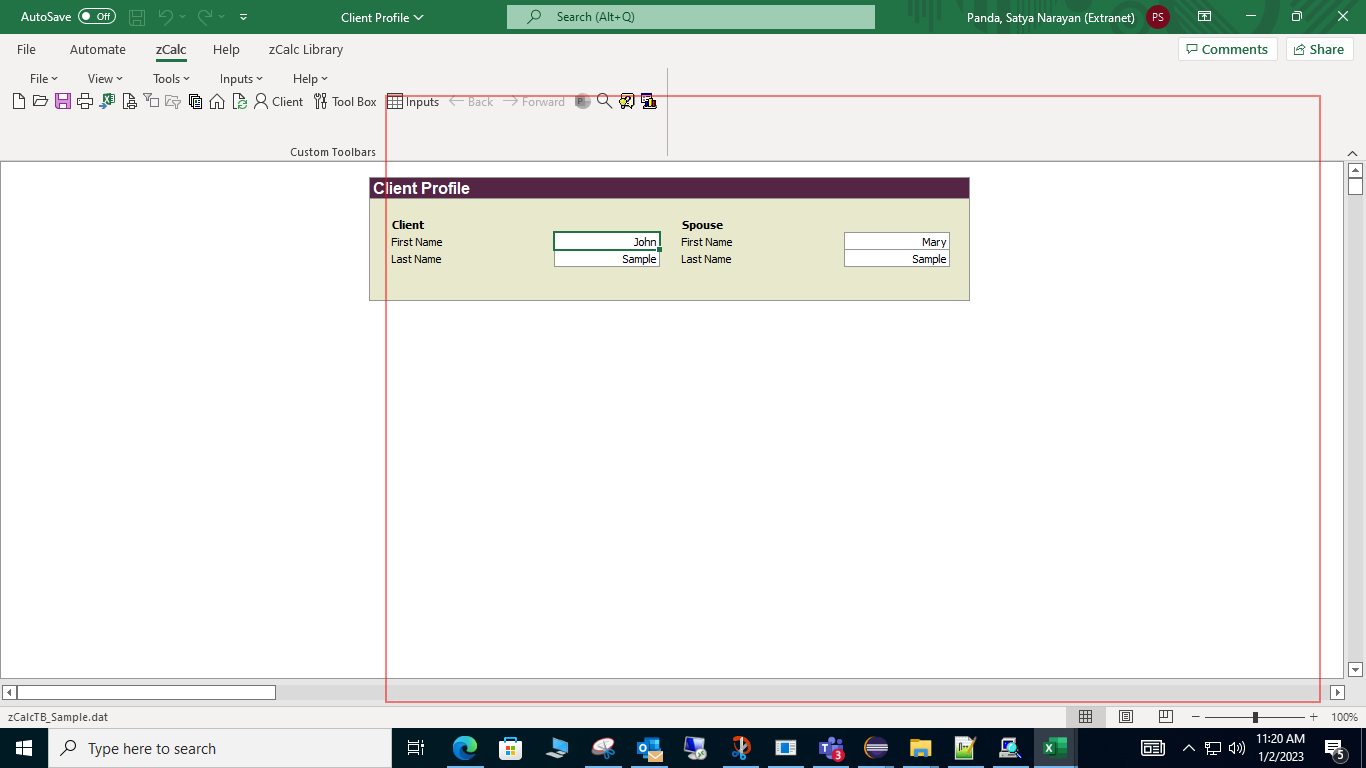 AutoSave Off Client Profile Search (Alt+Q) Panda, Satya Narayan (Extranet) PS
File Automate zCalc Help zCalc Library Comments Share
File View Tools Inputs Help
Client Tool Box Inputs Back Forward
Custom Toolbars
Client Profile
Client Spouse
First Name John First Name Mary
Last Name Sample Last Name Sample
zCalcTB_Sample.dat 100%
Type here to search 3 11:20 AM 5
1/2/2023